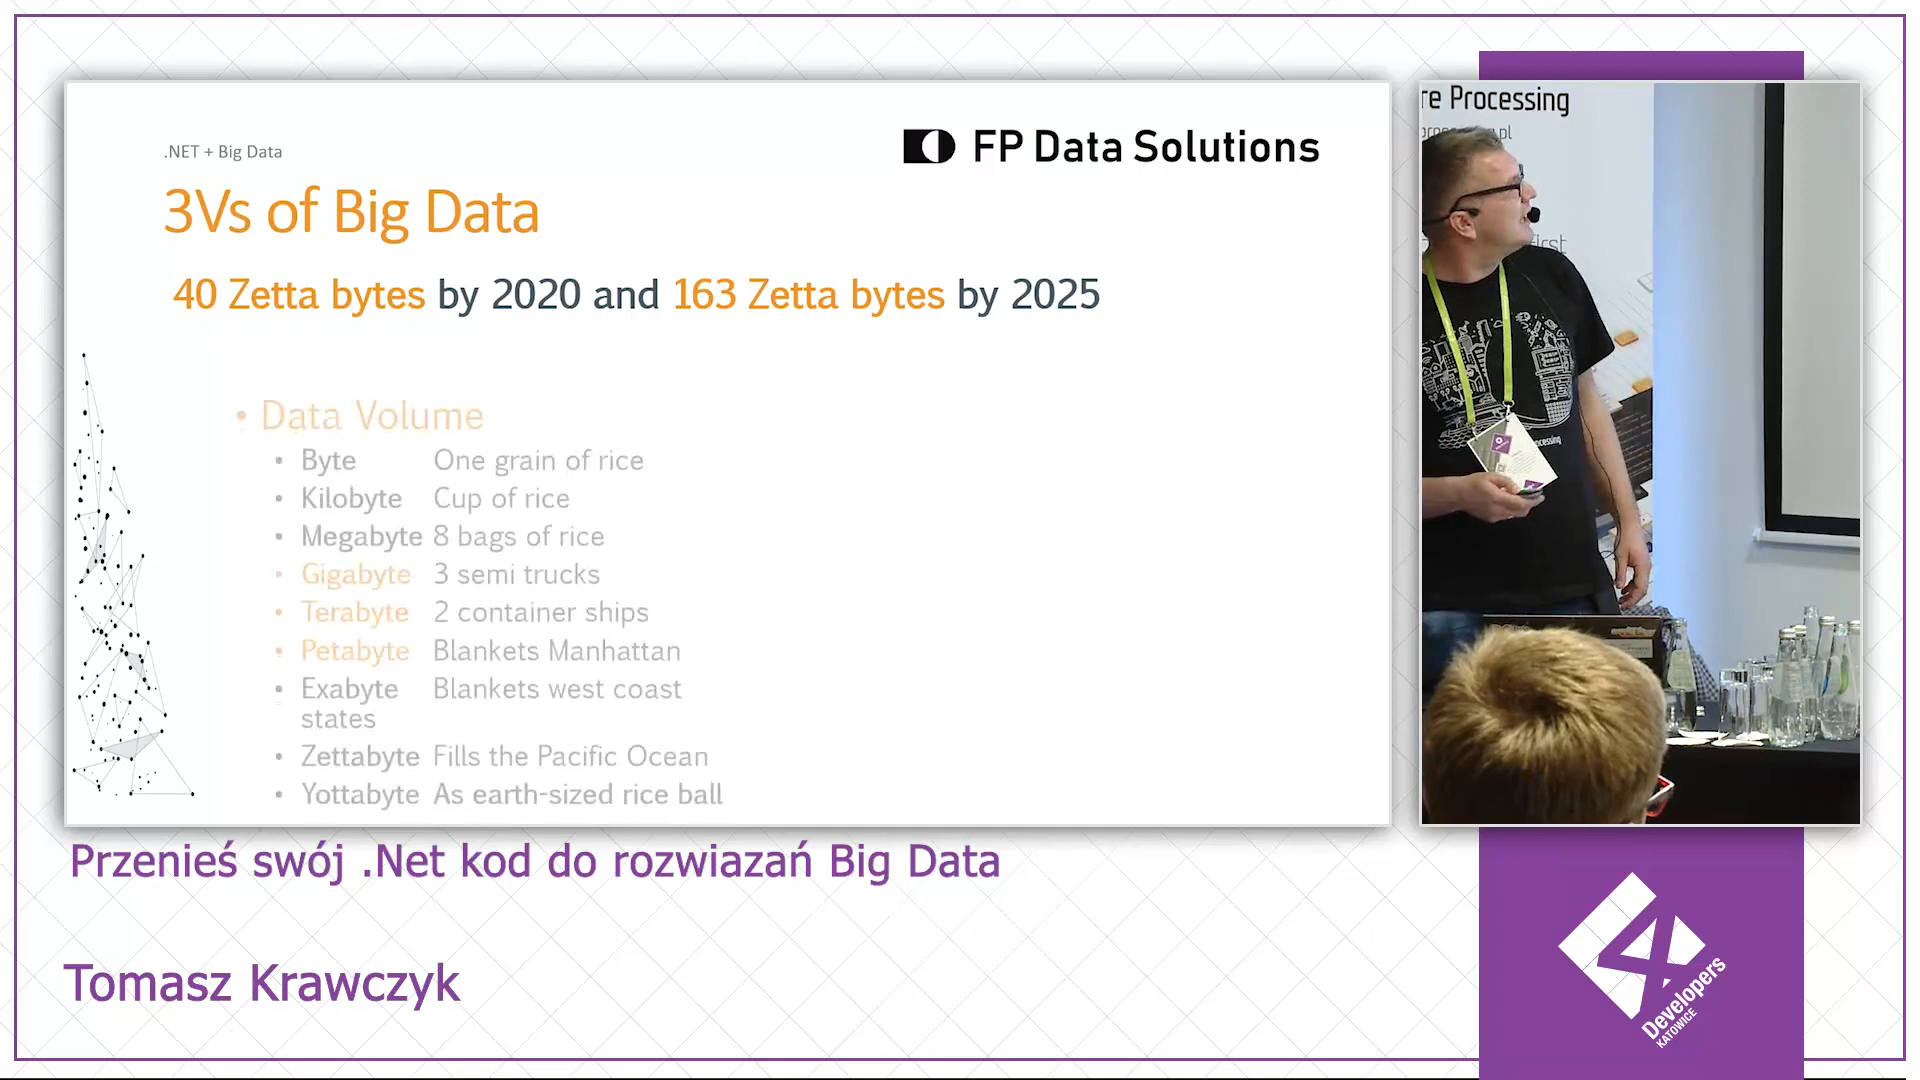 .NET + Big Data
FP Data Solutions
3Vs of Big Data
40 Zetta bytes by 2020 and 163 Zetta bytes by 2025
• Data Volume
• Byte One grain of rice
• Kilobyte Cup of rice
• Megabyte 8 bags of rice
• Gigabyte 3 semi trucks
• Terabyte 2 container ships
• Petabyte Blankets Manhattan
• Exabyte Blankets west coast
states
• Zettabyte Fills the Pacific Ocean
• Yottabyte As earth-sized rice ball
re Processing
first
Przenieś swój .Net kod do rozwiazań Big Data
Tomasz Krawczyk
4
Developers
KATOWICE